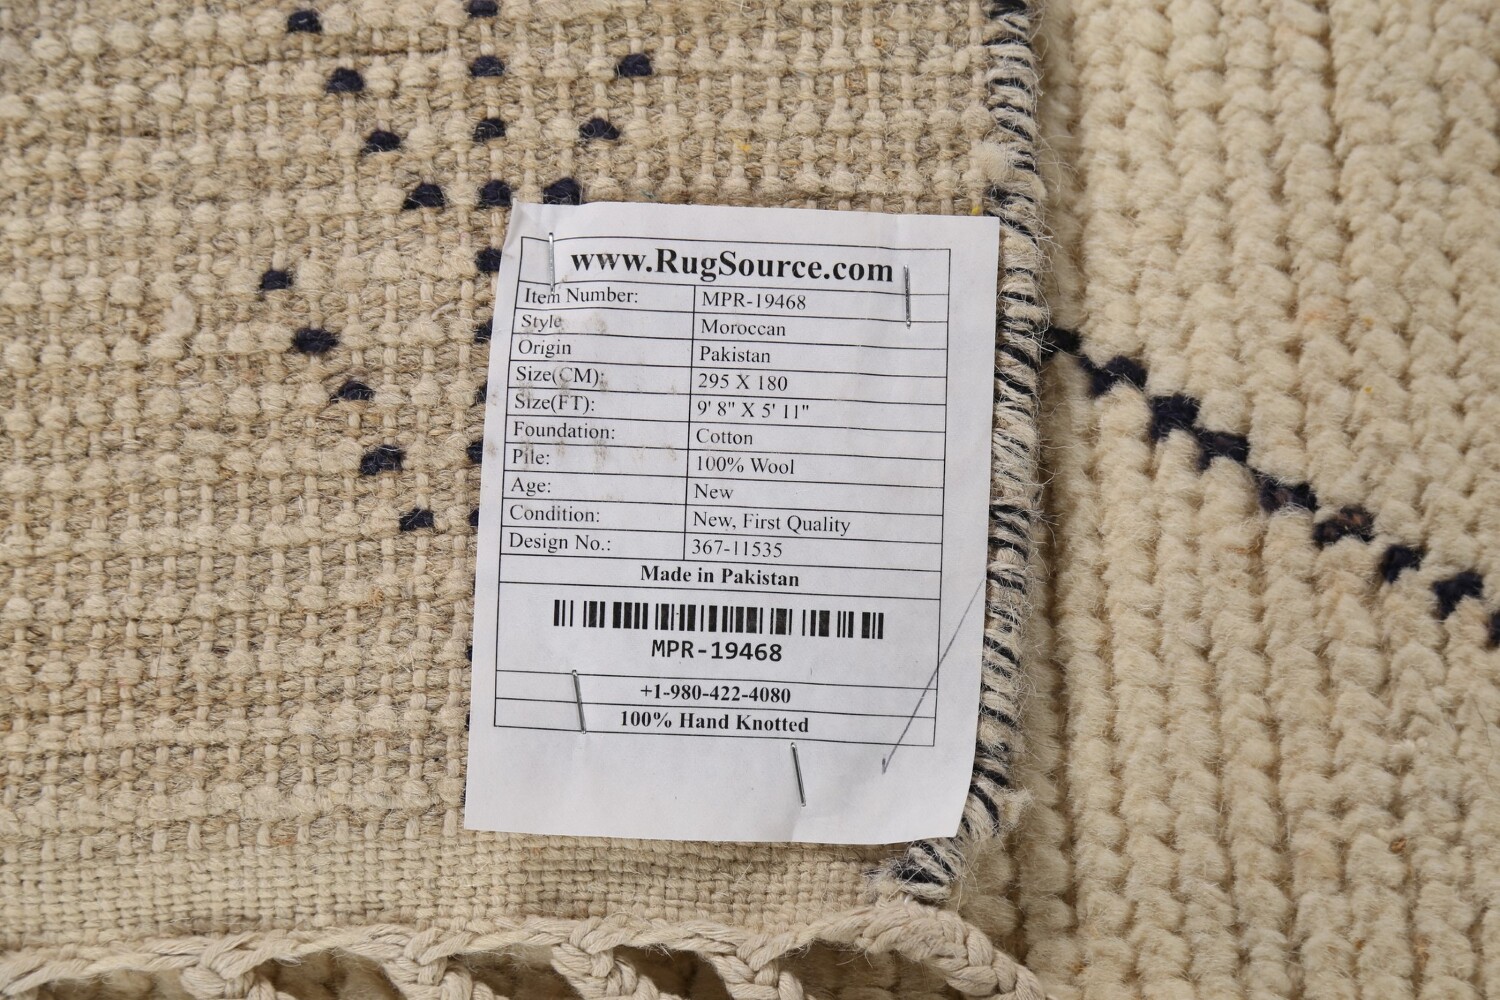 www.RugSource.com
Item Number: MPR-19468
Style Moroccan
Origin Pakistan
Size(CM): 295 X 180
Size(FT): 9' 8" X 5' 11"
Foundation: Cotton
Pile: 100% Wool
Age: New
Condition: New, First Quality
Design No.: 367-11535
Made in Pakistan
MPR-19468
+1-980-422-4080
100% Hand Knotted